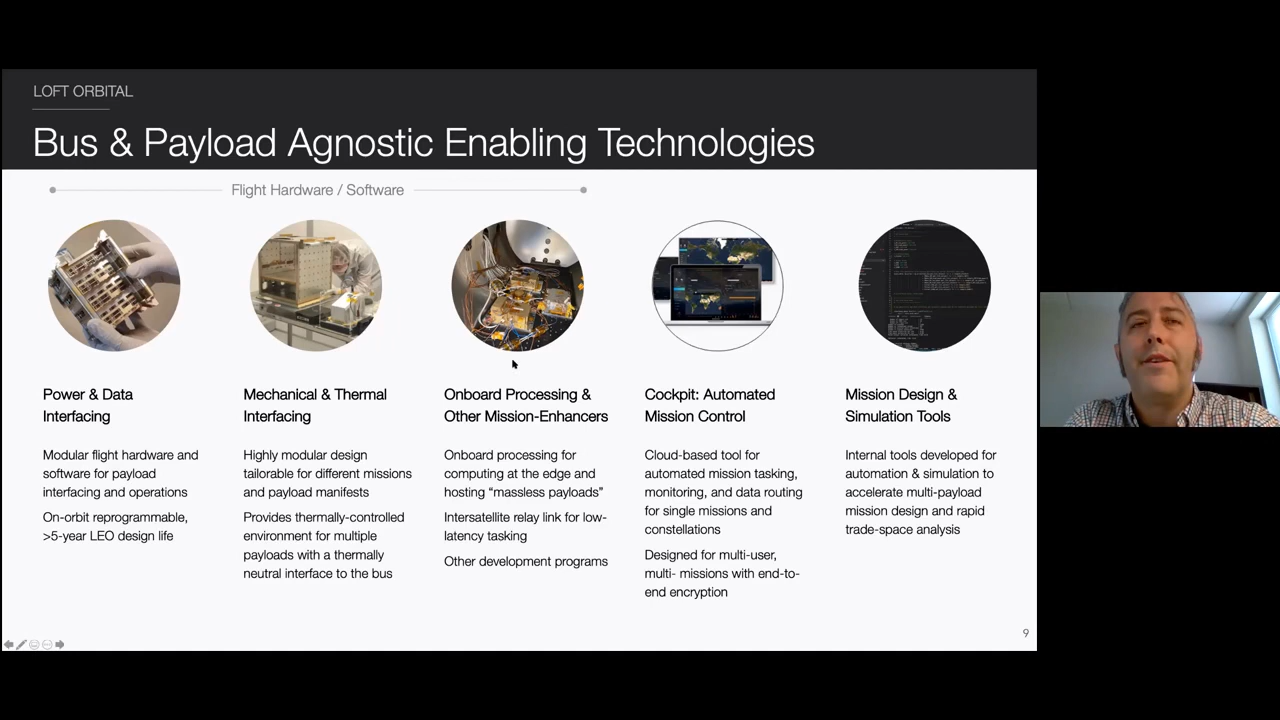 LOFT ORBITAL
Bus & Payload Agnostic Enabling Technologies
Flight Hardware / Software
Power & Data
Interfacing
Modular flight hardware and
software for payload
interfacing and operations
On-orbit reprogrammable,
>5-year LEO design life
Mechanical & Thermal
Interfacing
Highly modular design
tailorable for different missions
and payload manifests
Provides thermally-controlled
environment for multiple
payloads with a thermally
neutral interface to the bus
Onboard Processing &
Other Mission-Enhancers
Onboard processing for
computing at the edge and
hosting “massless payloads”
Intersatellite relay link for low-
latency tasking
Other development programs
Cockpit: Automated
Mission Control
Cloud-based tool for
automated mission tasking,
monitoring, and data routing
for single missions and
constellations
Designed for multi-user,
multi- missions with end-to-
end encryption
Mission Design &
Simulation Tools
Internal tools developed for
automation & simulation to
accelerate multi-payload
mission design and rapid
trade-space analysis
9